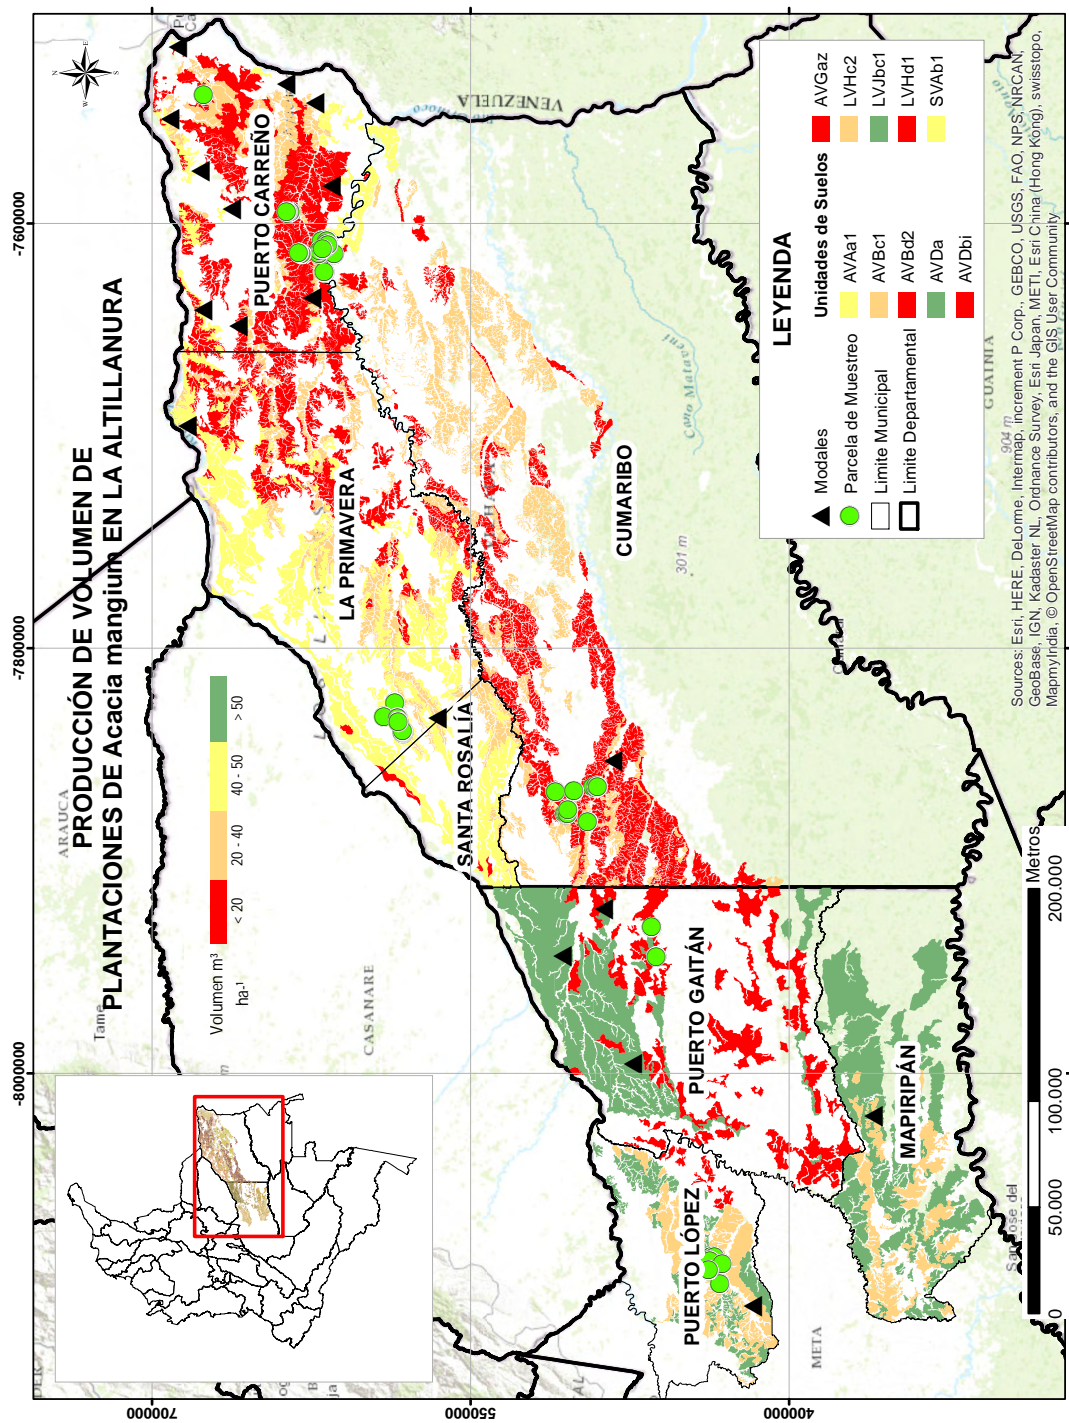 PRODUCCIÓN DE VOLUMEN DE
PLANTACIONES DE Acacia mangium EN LA ALTILLANURA
-8000000
-7800000
-7600000
700000
550000
400000
Volumen m³
ha-¹
< 20
20 - 40
40 - 50
> 50
Tame
ARAUCA
CASANARE
PUERTO CARREÑO
LA PRIMAVERA
SANTA ROSALÍA
CUMARIBO
PUERTO GAITÁN
PUERTO LÓPEZ
MAPIRIPÁN
VENEZUELA
GUAINIA
META
301 m
904 m
N
S
E
W
LEYENDA
Modales
Parcela de Muestreo
Limite Municipal
Limite Departamental
Unidades de Suelos
AVAa1
AVBc1
AVBd2
AVDa
AVDbi
AVGaz
LVHc2
LVJbc1
LVHd1
SVAb1
0
50.000
100.000
200.000
Metros
Sources: Esri, HERE, DeLorme, Intermap, increment P Corp., GEBCO, USGS, FAO, NPS, NRCAN,
GeoBase, IGN, Kadaster NL, Ordnance Survey, Esri Japan, METI, Esri China (Hong Kong), swisstopo,
MapmyIndia, © OpenStreetMap contributors, and the GIS User Community